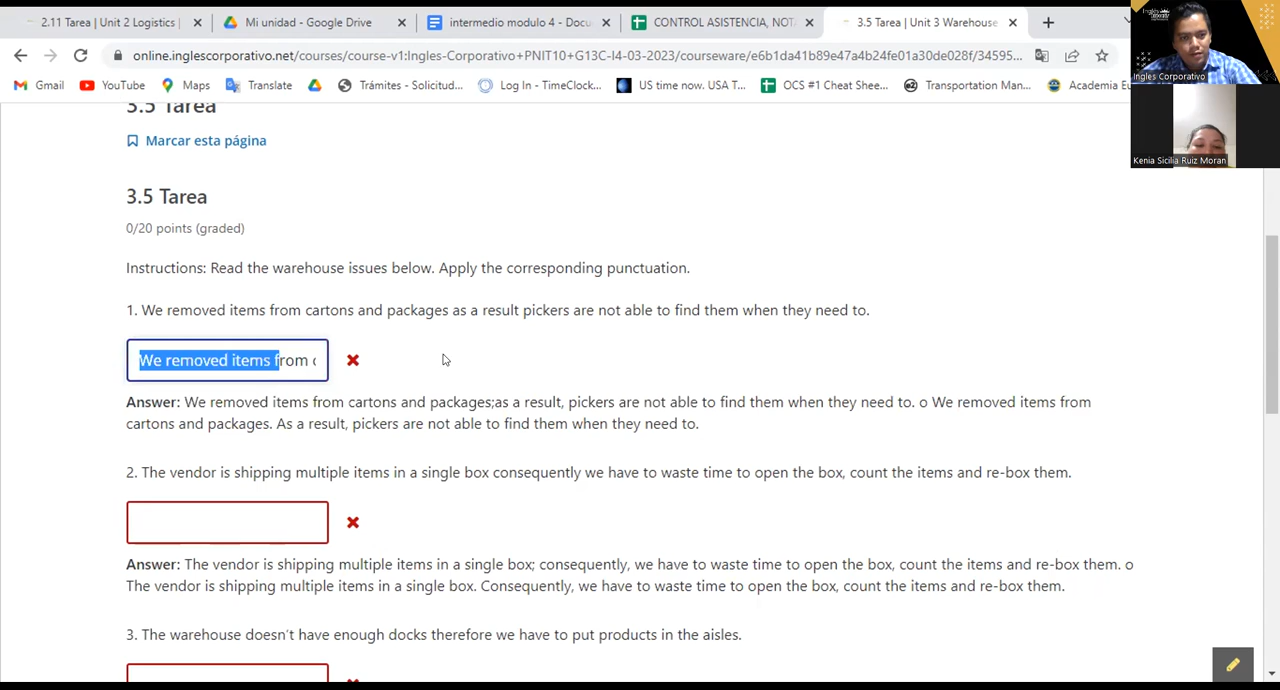 2.11 Tarea | Unit 2 Logistics |
Mi unidad - Google Drive
intermedio modulo 4 - Docu
CONTROL ASISTENCIA, NOT
3.5 Tarea | Unit 3 Warehouse
online.inglescorporativo.net/courses/course-v1:Ingles-Corp
+PNIT10+G13C-I4-03-2023/courseware/e6b1da41b89e47a4b24fe01a30de028f/34595...
Gmail
YouTube
Maps
Translate
Trámites - Solicitud...
Log In - TimeClock...
US time now. USA T...
OCS #1 Cheat Shee...
Transportation Man...
Academia Eu
Ingles Corporativo
Kenia Sicilia Ruiz Moran
3.5 Tarea
Marcar esta página
3.5 Tarea
0/20 points (graded)
Instructions: Read the warehouse issues below. Apply the corresponding punctuation.
1. We removed items from cartons and packages as a result pickers are not able to find them when they need to.
We removed items from c
Answer: We removed items from cartons and packages;as a result, pickers are not able to find them when they need to. o We removed items from
cartons and packages. As a result, pickers are not able to find them when they need to.
2. The vendor is shipping multiple items in a single box consequently we have to waste time to open the box, count the items and re-box them.
Answer: The vendor is shipping multiple items in a single box; consequently, we have to waste time to open the box, count the items and re-box them. o
The vendor is shipping multiple items in a single box. Consequently, we have to waste time to open the box, count the items and re-box them.
3. The warehouse doesn't have enough docks therefore we have to put products in the aisles.